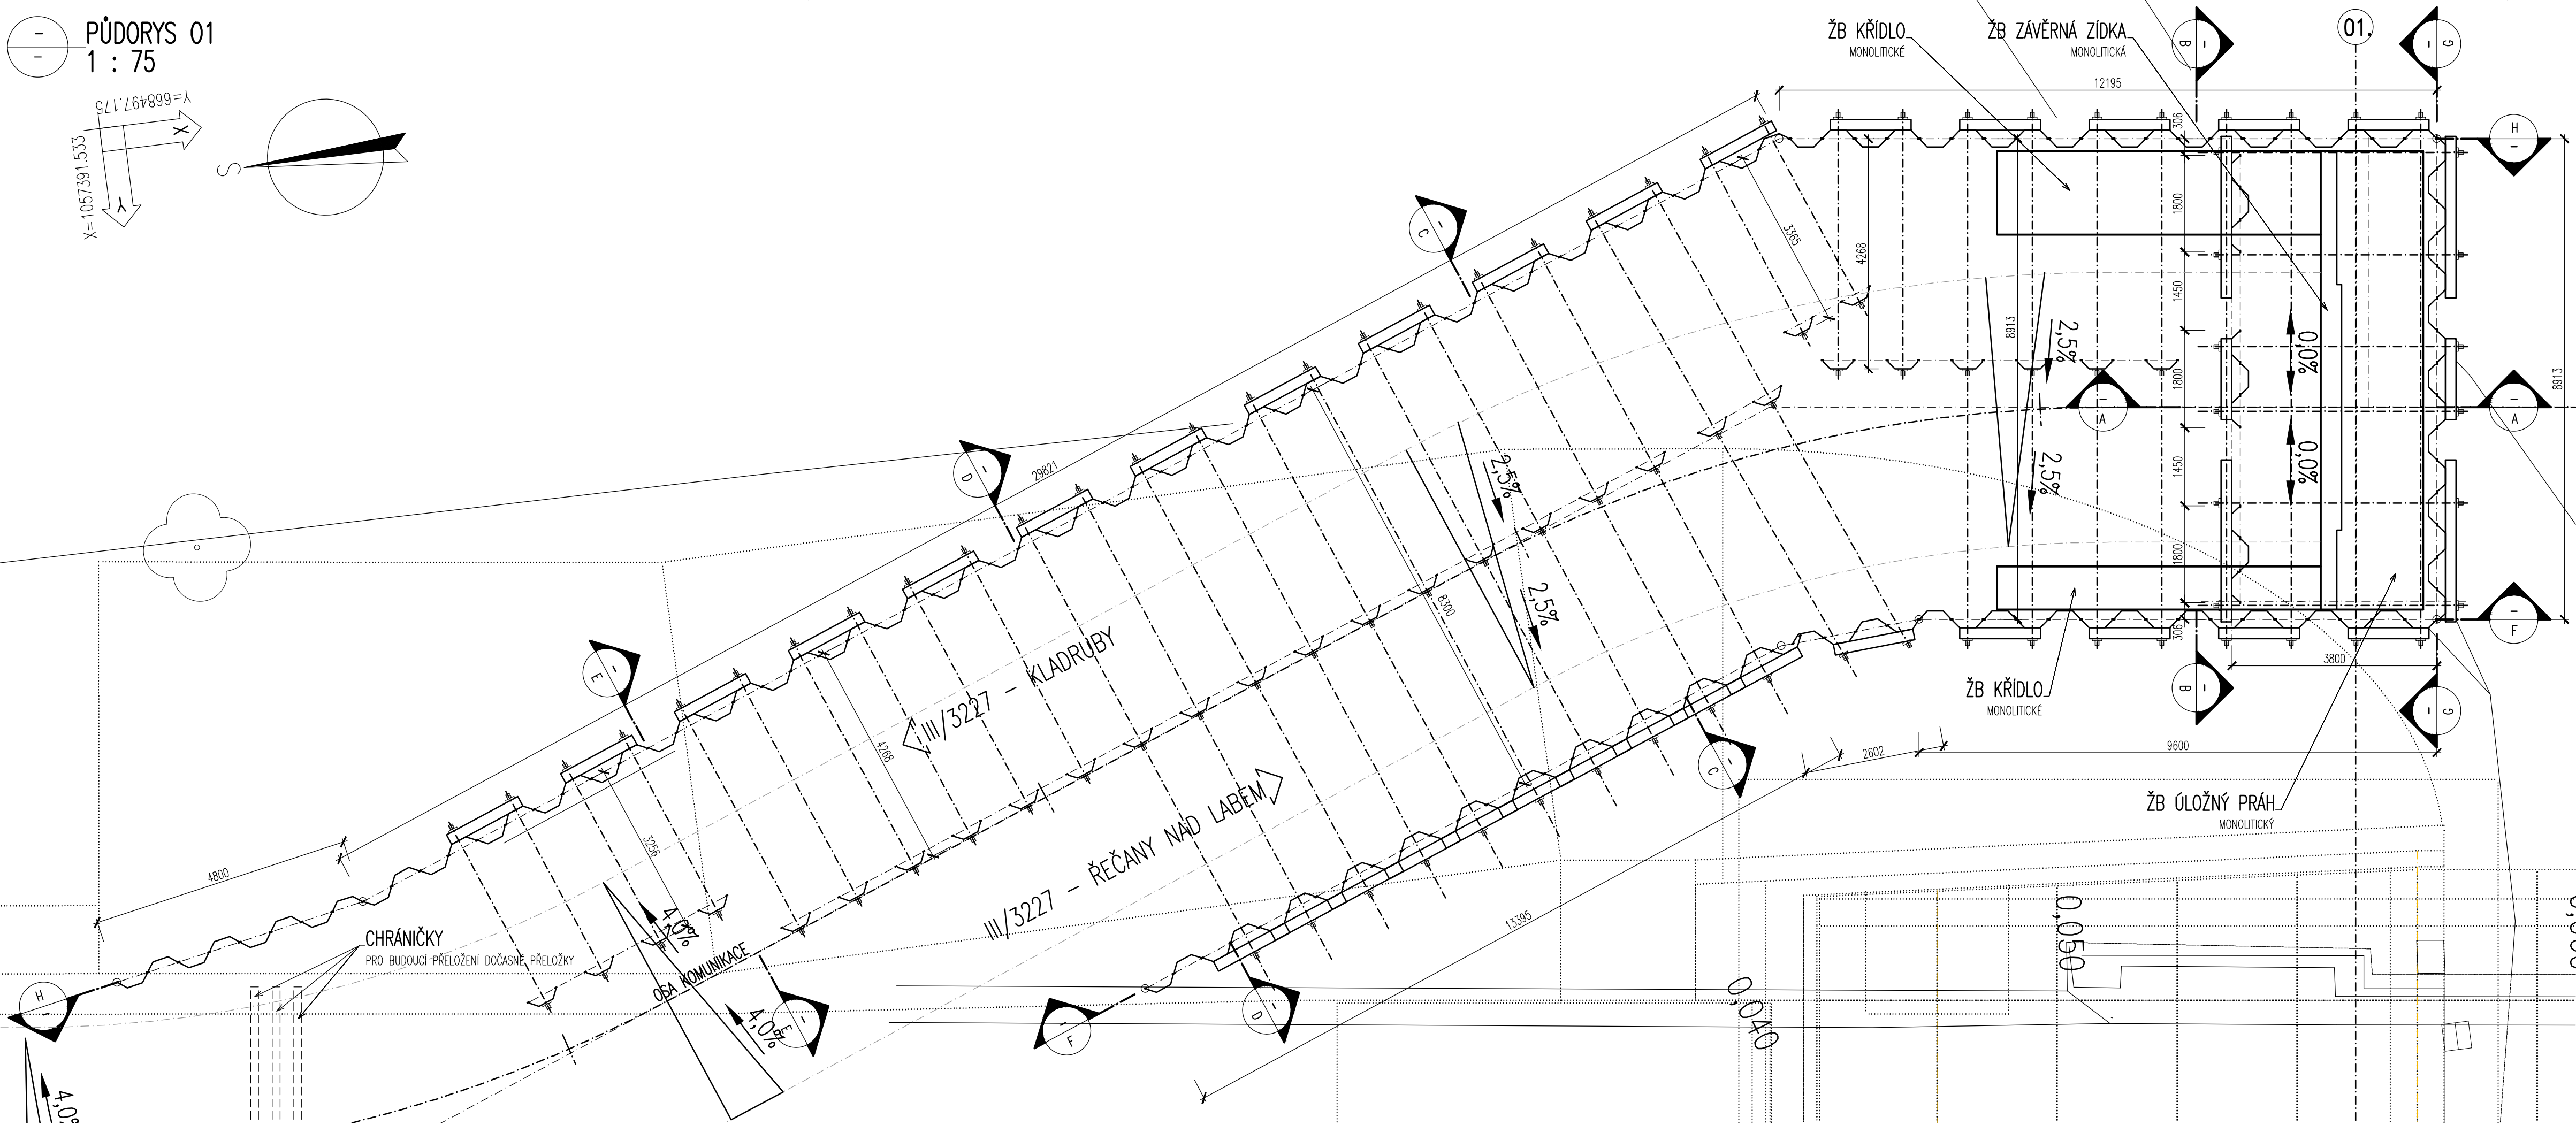 PŮDORYS 01
1 : 75
Y=668497.175
X
X=1057391.533
Y
S
ŽB KŘÍDLO
MONOLITICKÉ
ŽB ZÁVĚRNÁ ZÍDKA
MONOLITICKÁ
B
01.
G
12195
306
H
C
1800
3365
4268
8913
1450
2,5%
0,0%
1800
8913
A
A
D
29821
2,5%
2,5%
1450
0,0%
1800
E
8300
2,5%
306
F
III/3227 - KLADRUBY
3800
ŽB KŘÍDLO
MONOLITICKÉ
B
G
4268
2602
9600
C
III/3227 - ŘEČANY NAD LABEM
ŽB ÚLOŽNÝ PRÁH
MONOLITICKÝ
3256
4800
13395
4,0%
0,050
CHRÁNIČKY
PRO BUDOUCÍ PŘELOŽENÍ DOČASNÉ PŘELOŽKY
OSA KOMUNIKACE
H
4,0%
E
D
F
0,040
4,0%